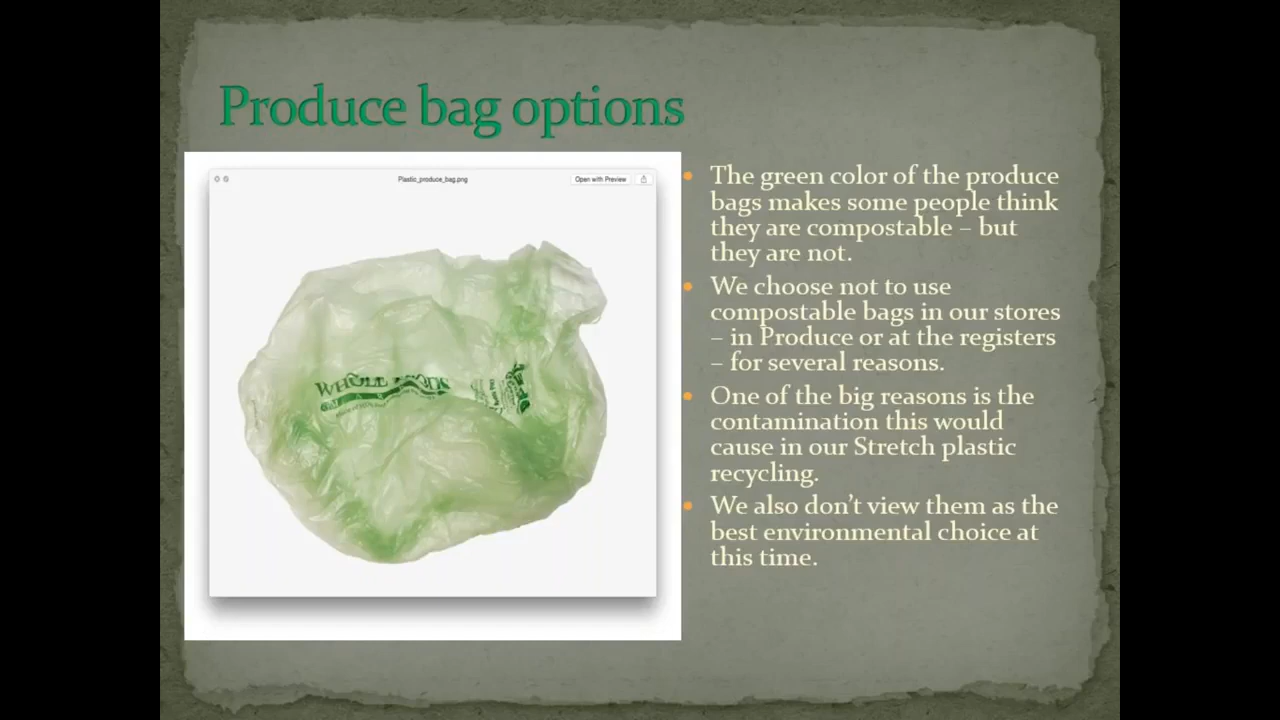 Produce bag options
Plastic_produce_bag.png
Open with Preview
WHOLE FOODS
The green color of the produce
bags makes some people think
they are compostable – but
they are not.
We choose not to use
compostable bags in our stores
– in Produce or at the registers
– for several reasons.
One of the big reasons is the
contamination this would
cause in our Stretch plastic
recycling.
We also don’t view them as the
best environmental choice at
this time.